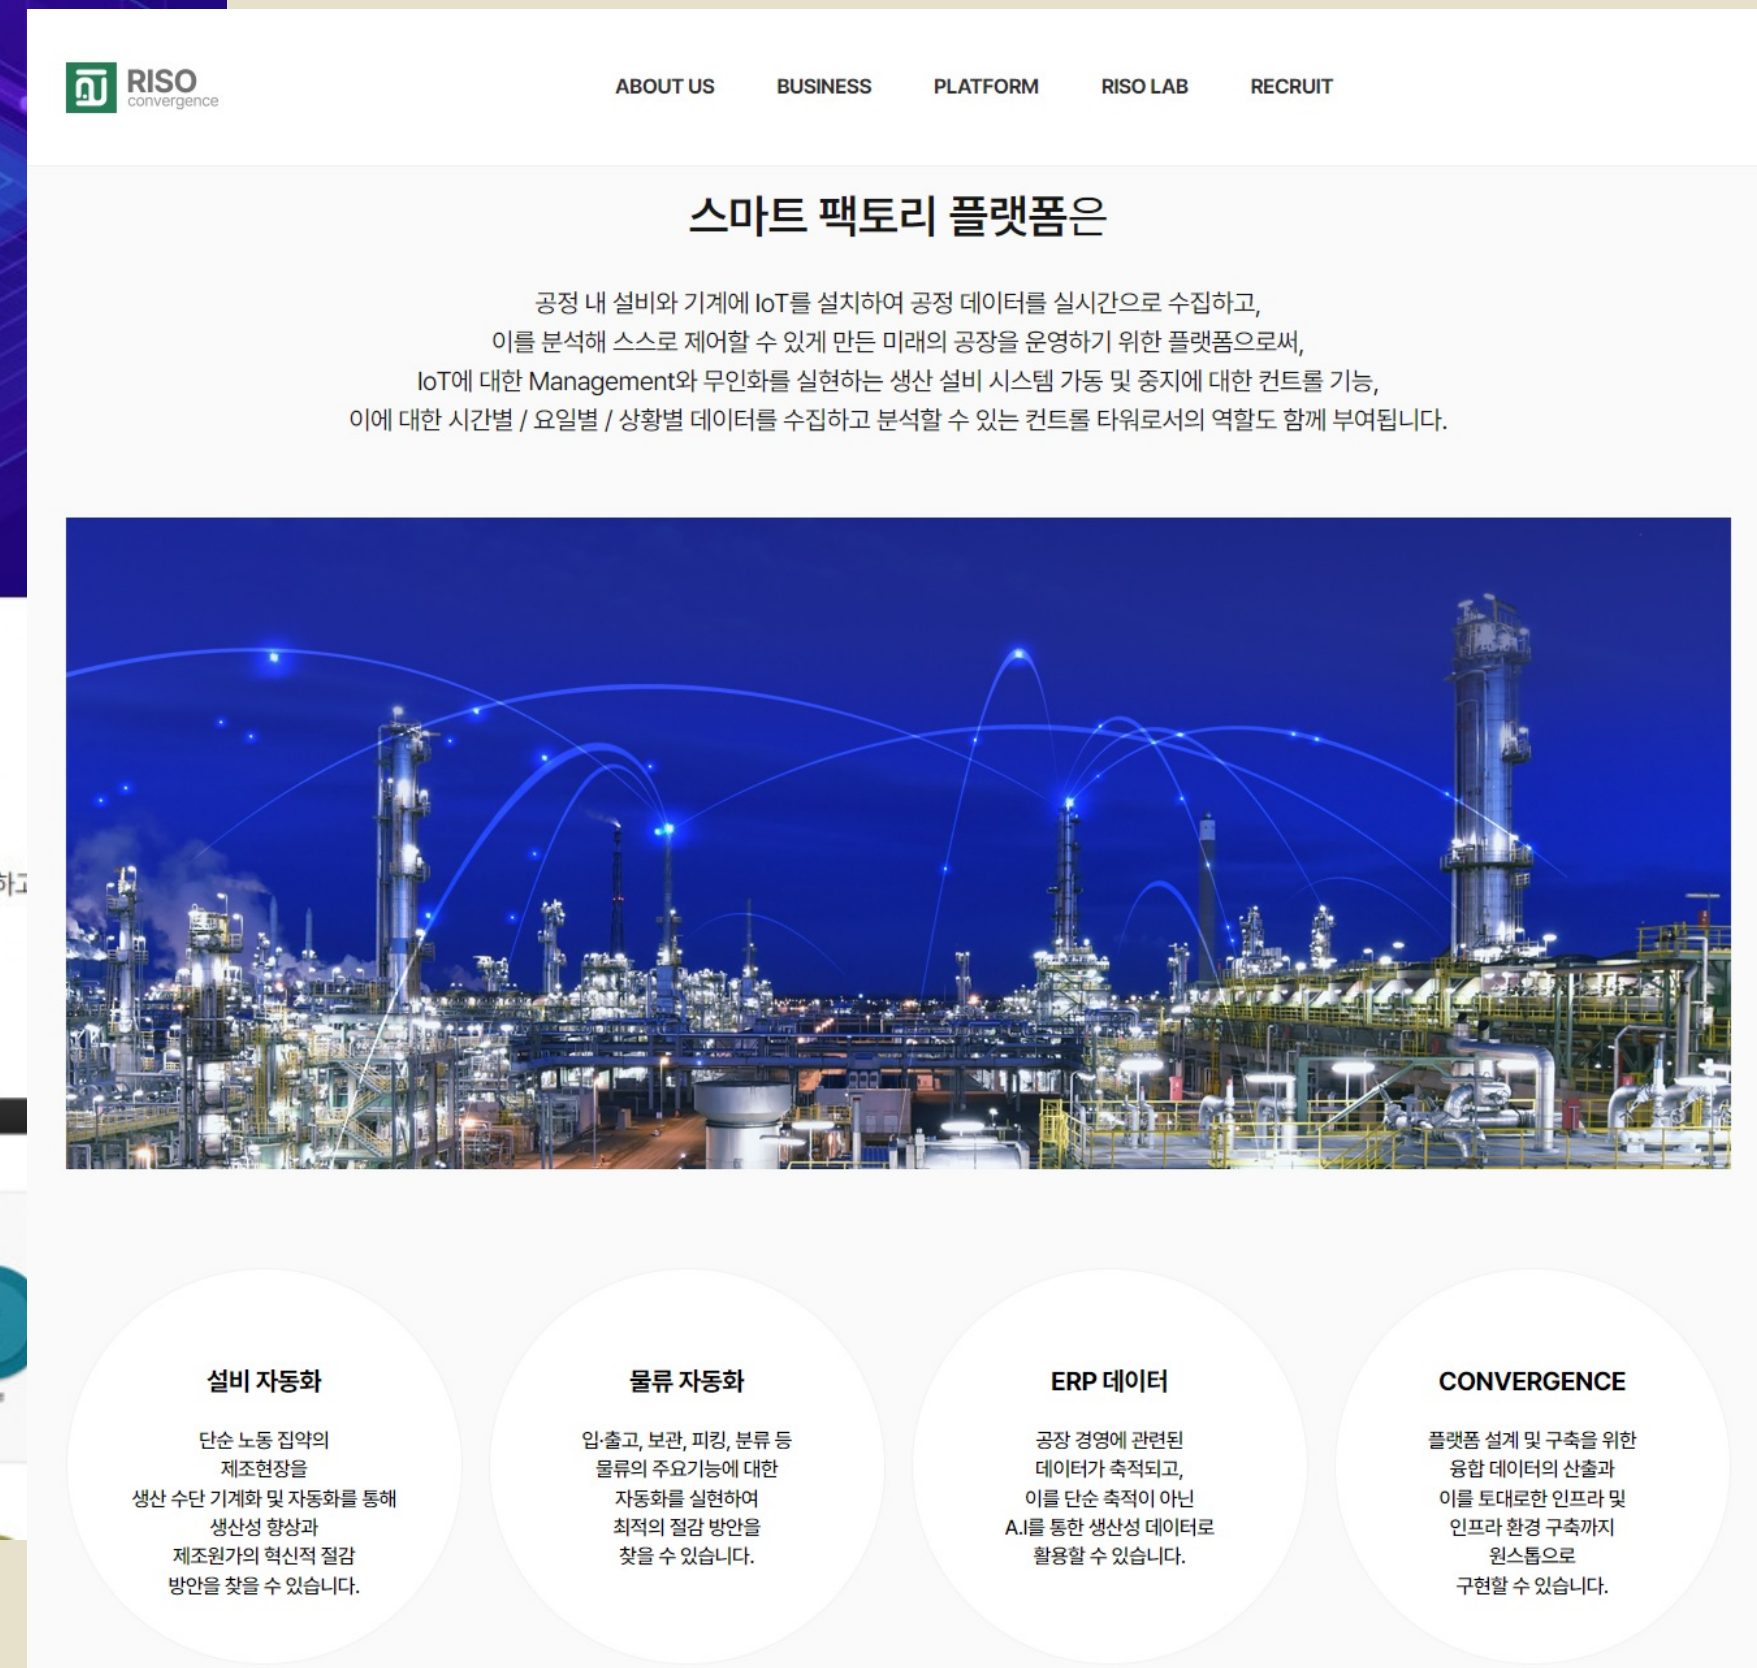 RISO
convergence
ABOUT US
BUSINESS
PLATFORM
RISO LAB
RECRUIT
스마트 팩토리 플랫폼은
공정 내 설비와 기계에 IoT를 설치하여 공정 데이터를 실시간으로 수집하고,
이를 분석해 스스로 제어할 수 있게 만든 미래의 공장을 운영하기 위한 플랫폼으로써,
IoT에 대한 Management와 무인화를 실현하는 생산 설비 시스템 가동 및 중지에 대한 컨트롤 기능,
이에 대한 시간별 / 요일별 / 상황별 데이터를 수집하고 분석할 수 있는 컨트롤 타워로서의 역할도 함께 부여됩니다.
설비 자동화
단순 노동 집약의
제조현장을
생산 수단 기계화 및 자동화를 통해
생산성 향상과
제조원가의 혁신적 절감
방안을 찾을 수 있습니다.
물류 자동화
입·출고, 보관, 피킹, 분류 등
물류의 주요기능에 대한
자동화를 실현하여
최적의 절감 방안을
찾을 수 있습니다.
ERP 데이터
공장 경영에 관련된
데이터가 축적되고,
이를 단순 축적이 아닌
A.I를 통한 생산성 데이터로
활용할 수 있습니다.
CONVERGENCE
플랫폼 설계 및 구축을 위한
융합 데이터의 산출과
이를 토대로한 인프라 및
인프라 환경 구축까지
원스톱으로
구현할 수 있습니다.